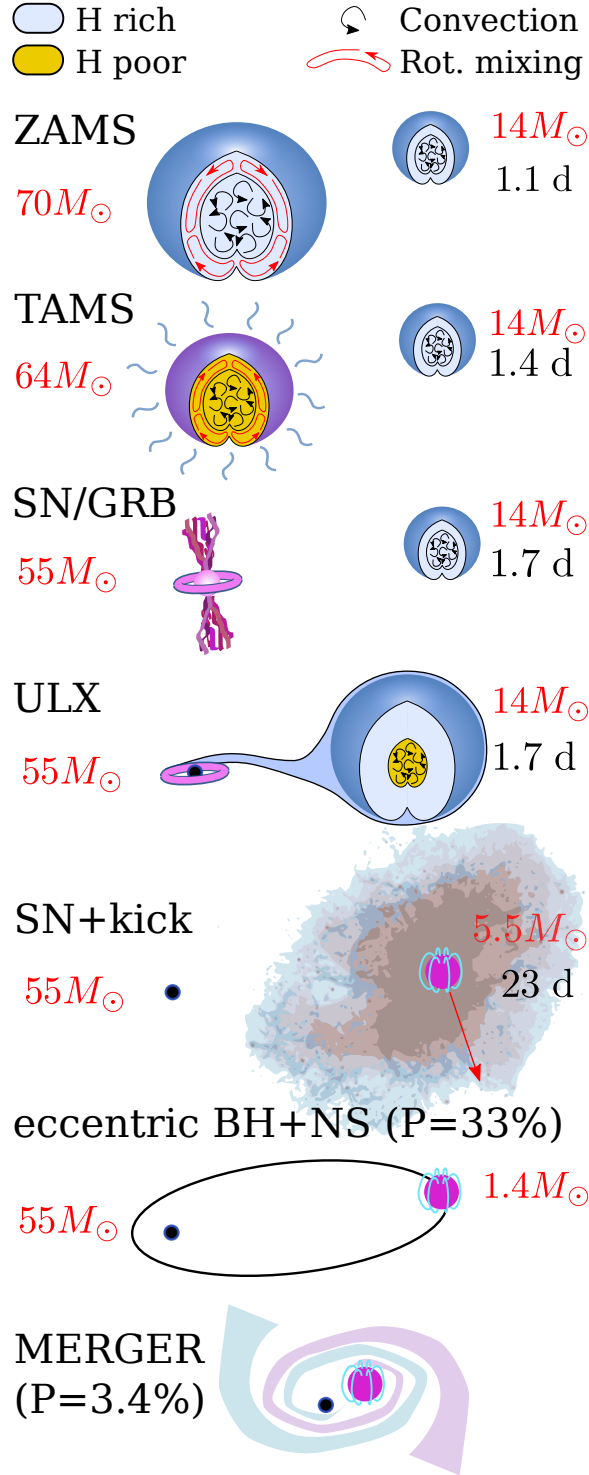 H rich
Convection
H poor
Rot. mixing
ZAMS
14M☉
70M☉
1.1 d
TAMS
14M☉
64M☉
1.4 d
SN/GRB
14M☉
55M☉
1.7 d
ULX
14M☉
55M☉
1.7 d
SN+kick
5.5M☉
55M☉
23 d
eccentric BH+NS (P=33%)
55M☉
1.4M☉
MERGER
(P=3.4%)